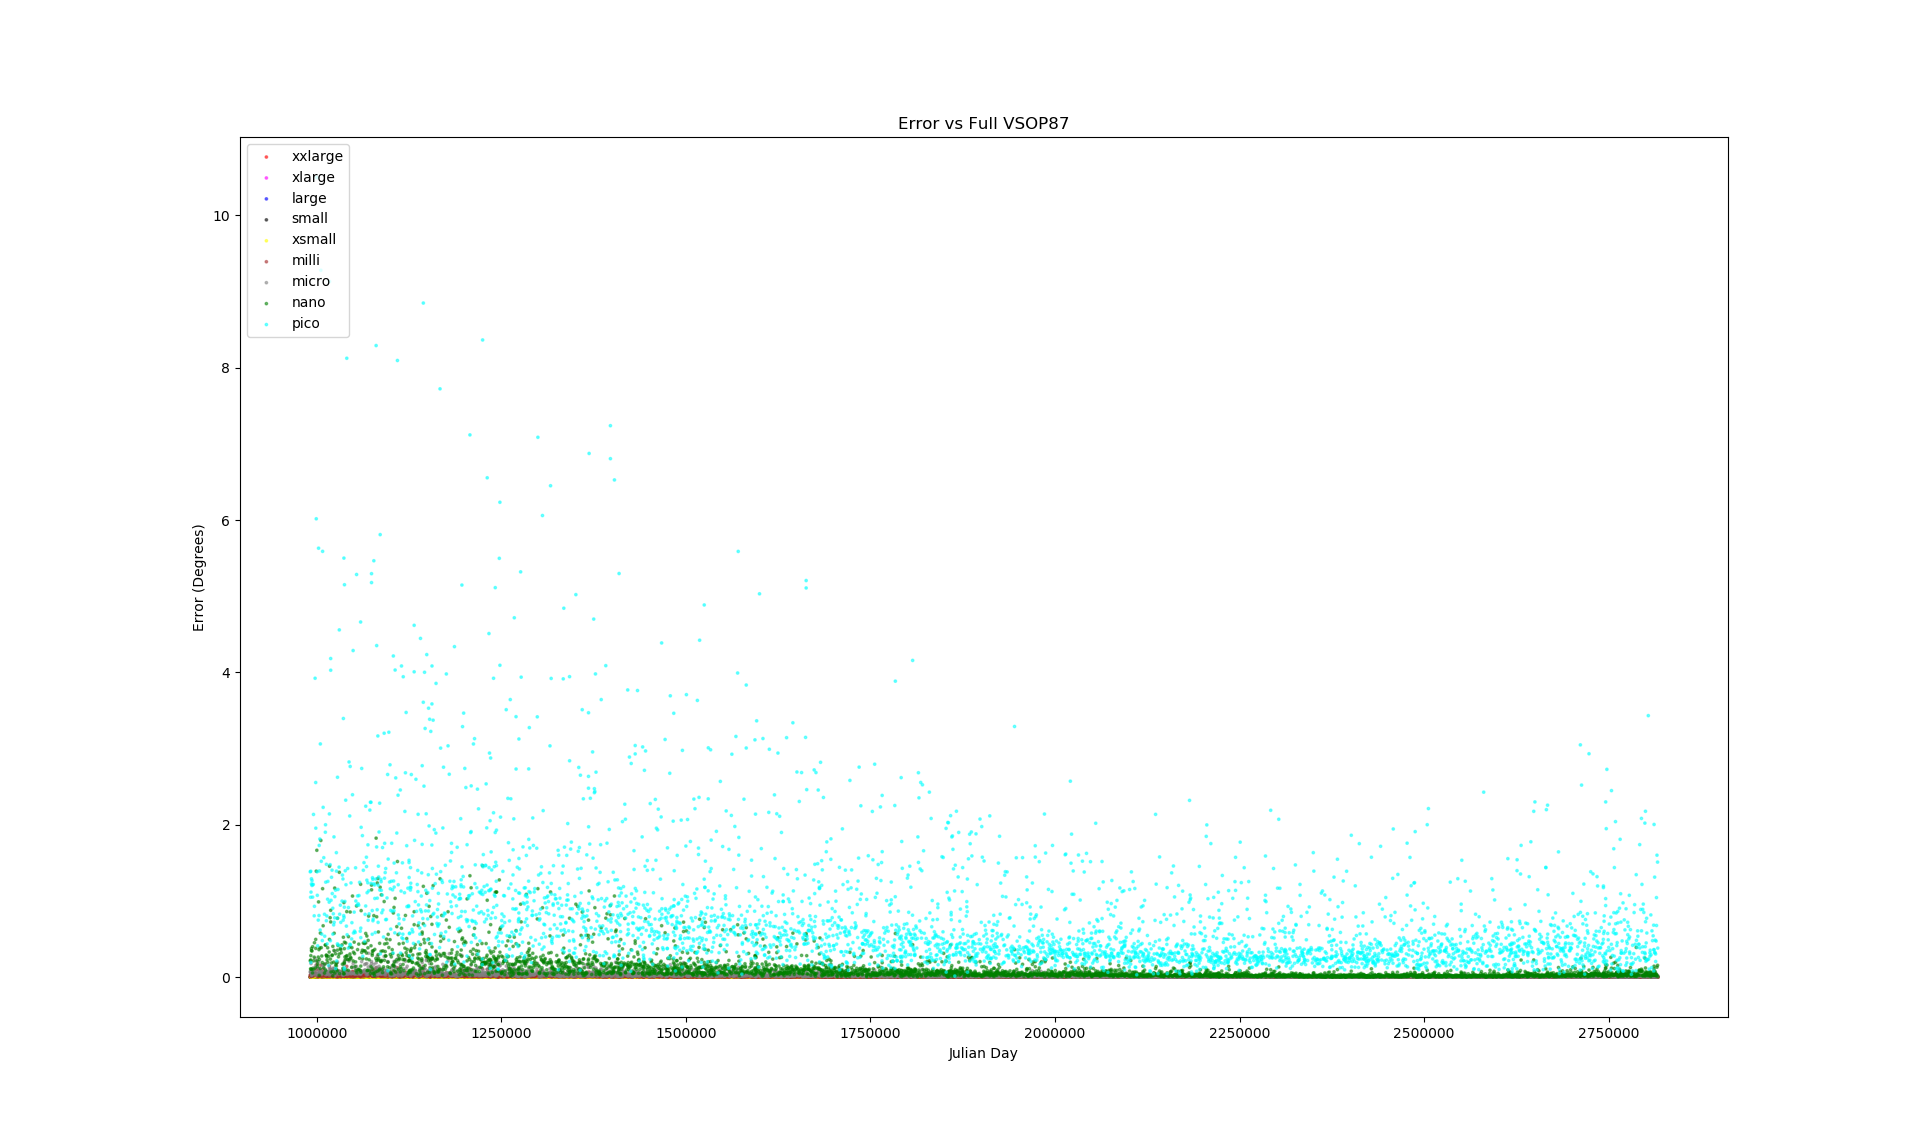 Error vs Full VSOP87
xxlarge
xlarge
large
small
xsmall
milli
micro
nano
pico
10
8
6
4
2
0
Error (Degrees)
1000000 1250000 1500000 1750000 2000000 2250000 2500000 2750000
Julian Day